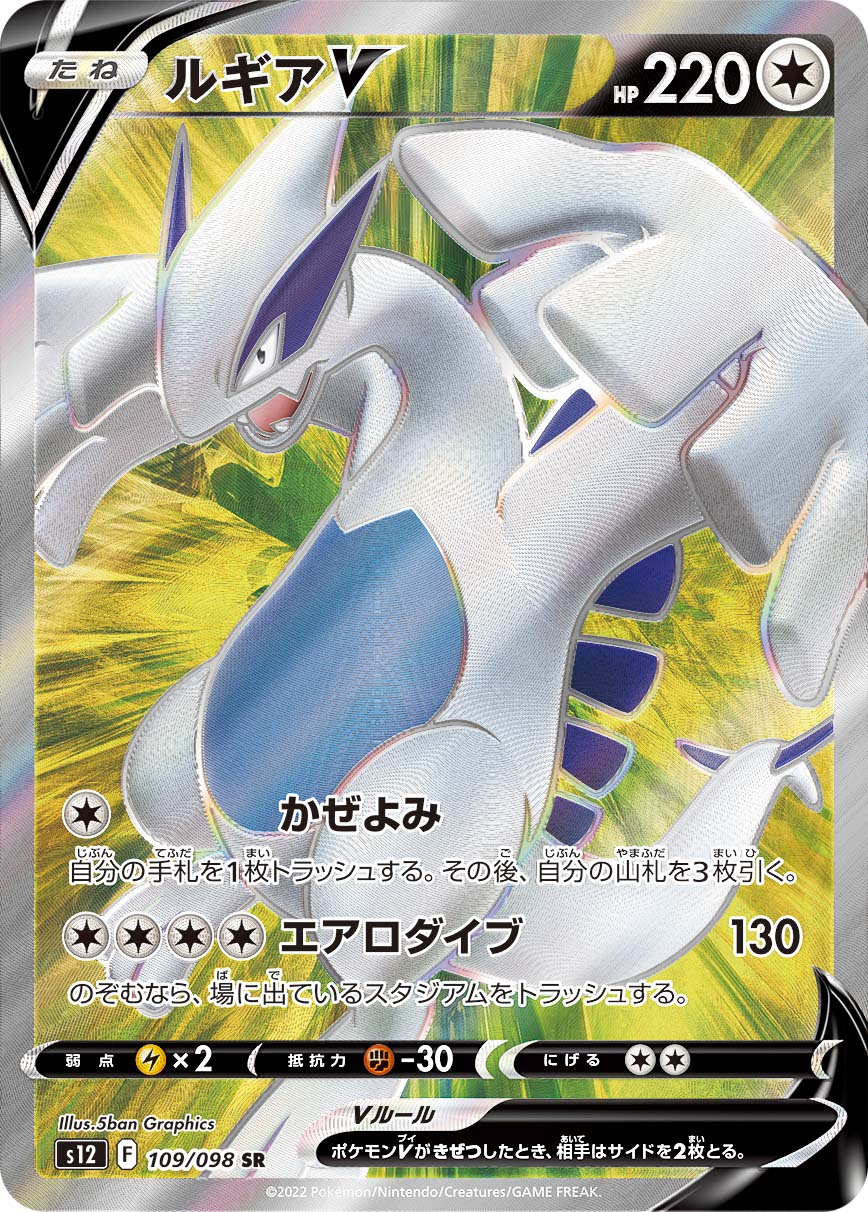 たね ルギアV HP 220
かぜよみ
自分の手札を1枚トラッシュする。その後、自分の山札を3枚引く。
エアロダイブ 130
のぞむなら、場に出ているスタジアムをトラッシュする。
弱点 ×2 抵抗力 -30 にげる
Illus.5ban Graphics
Vルール
ポケモンVがきぜつしたとき、相手はサイドを2枚とる。
s12 F 109/098 SR
©2022 Pokémon/Nintendo/Creatures/GAME FREAK.